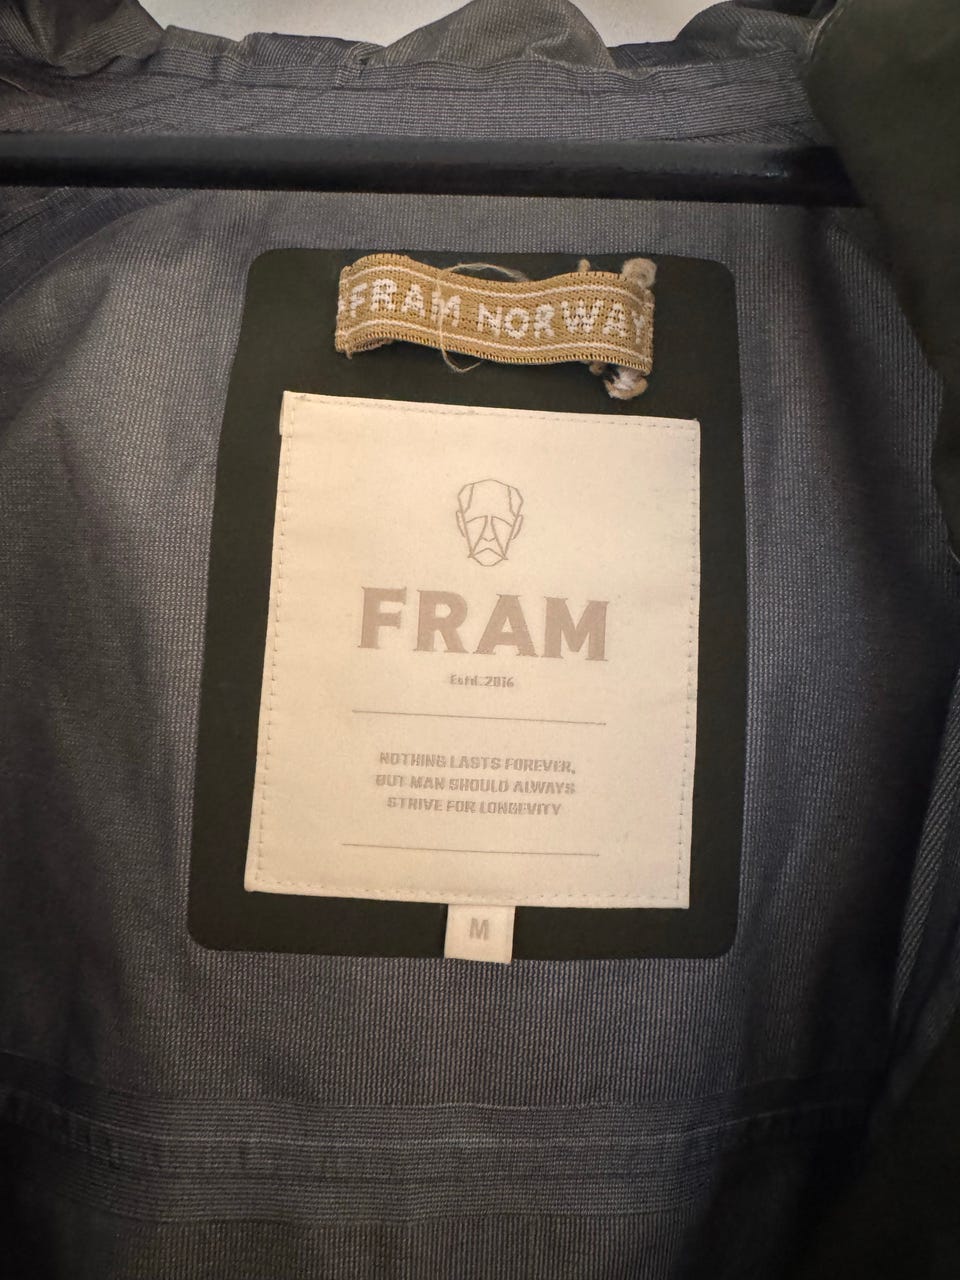 FRAM NORWAY
FRAM
Estd. 2016
NOTHING LASTS FOREVER,
BUT MAN SHOULD ALWAYS
STRIVE FOR LONGEVITY
M